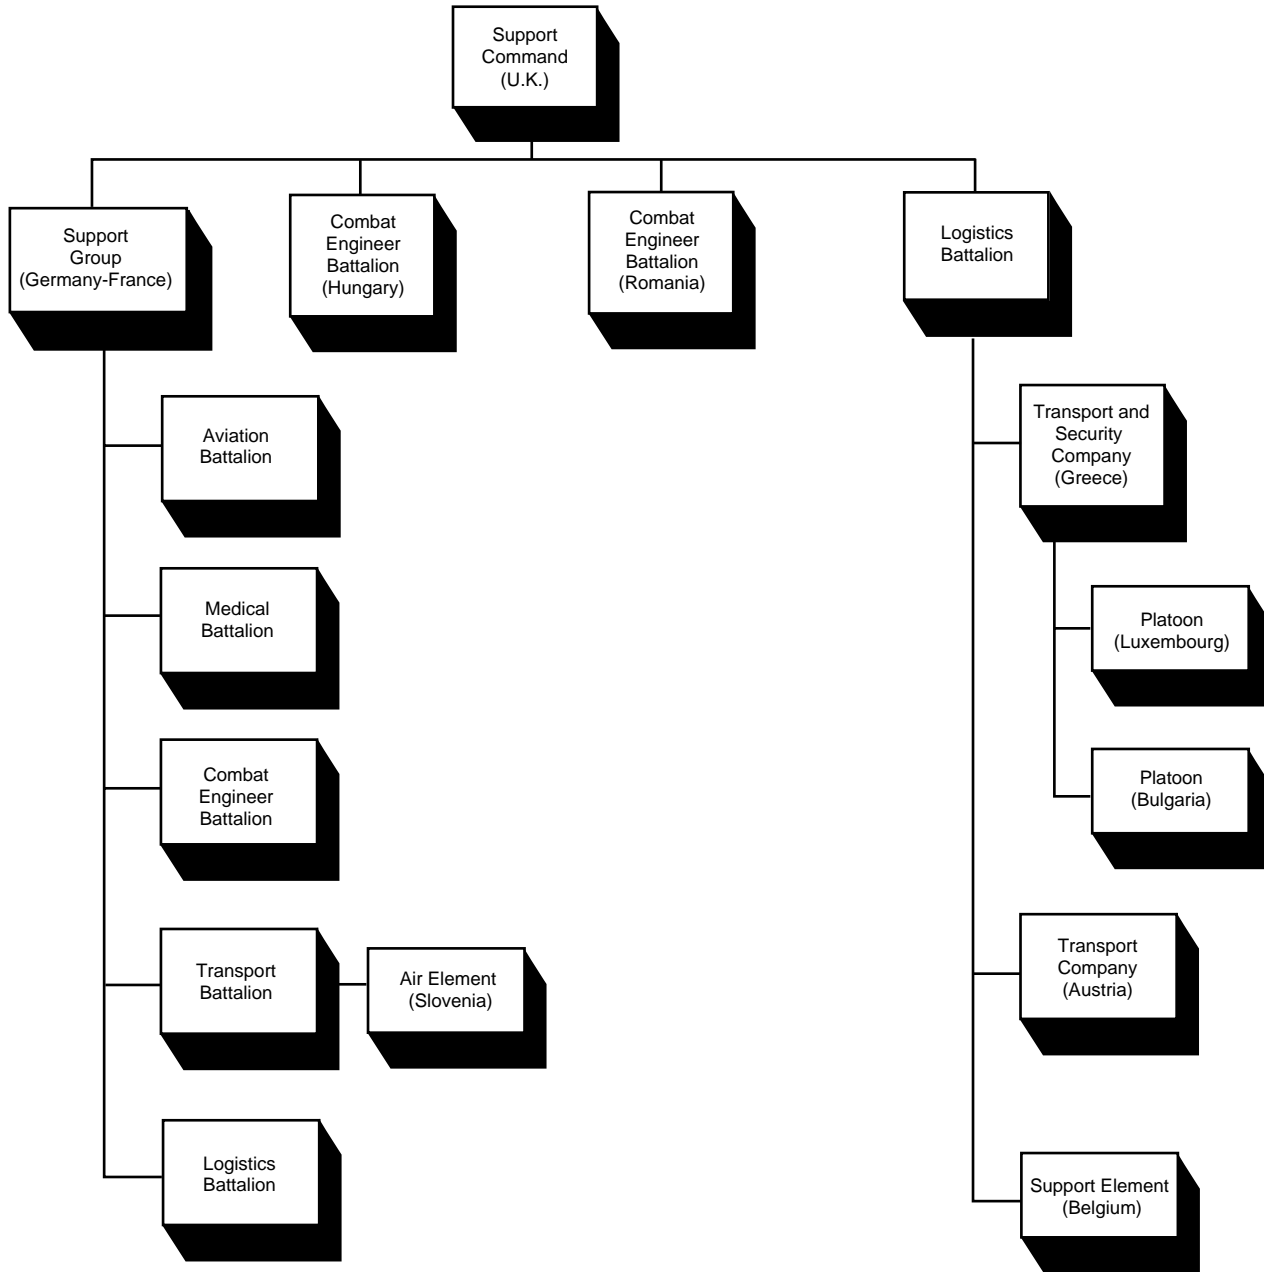 Support
Command
(U.K.)
Support
Group
(Germany-France)
Combat
Engineer
Battalion
(Hungary)
Combat
Engineer
Battalion
(Romania)
Logistics
Battalion
Aviation
Battalion
Medical
Battalion
Combat
Engineer
Battalion
Transport
Battalion
Air Element
(Slovenia)
Logistics
Battalion
Transport and
Security
Company
(Greece)
Platoon
(Luxembourg)
Platoon
(Bulgaria)
Transport
Company
(Austria)
Support Element
(Belgium)